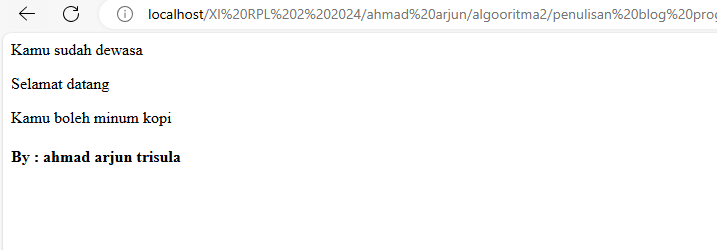 localhost/XI%20RPL%202%202024/ahmad%20arjun/algooritma2/penulisan%20blog%20prog
Kamu sudah dewasa
Selamat datang
Kamu boleh minum kopi
By : ahmad arjun trisula